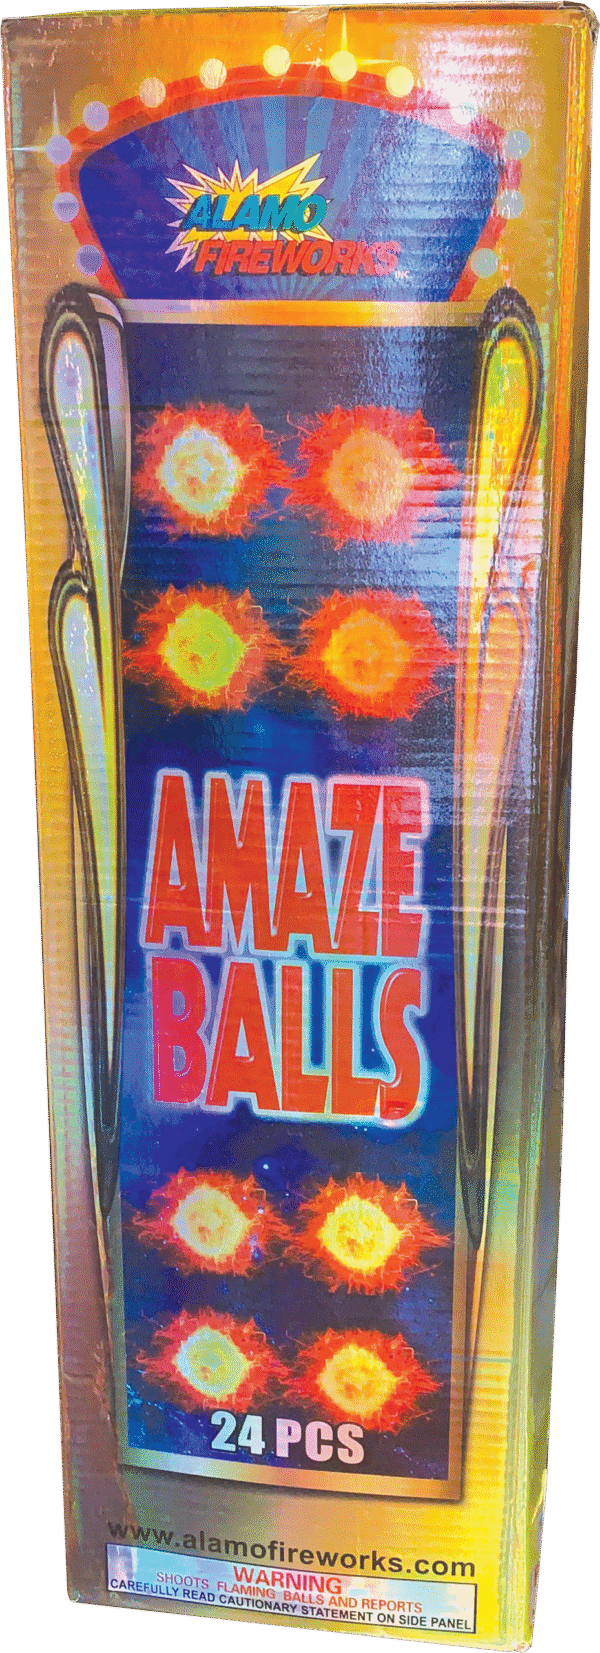 ALAMO
FIREWORKS INC.
AMAZE
BALLS
24 PCS
www.alamofireworks.com
WARNING
SHOOTS FLAMING BALLS AND REPORTS
CAREFULLY READ CAUTIONARY STATEMENT ON SIDE PANEL